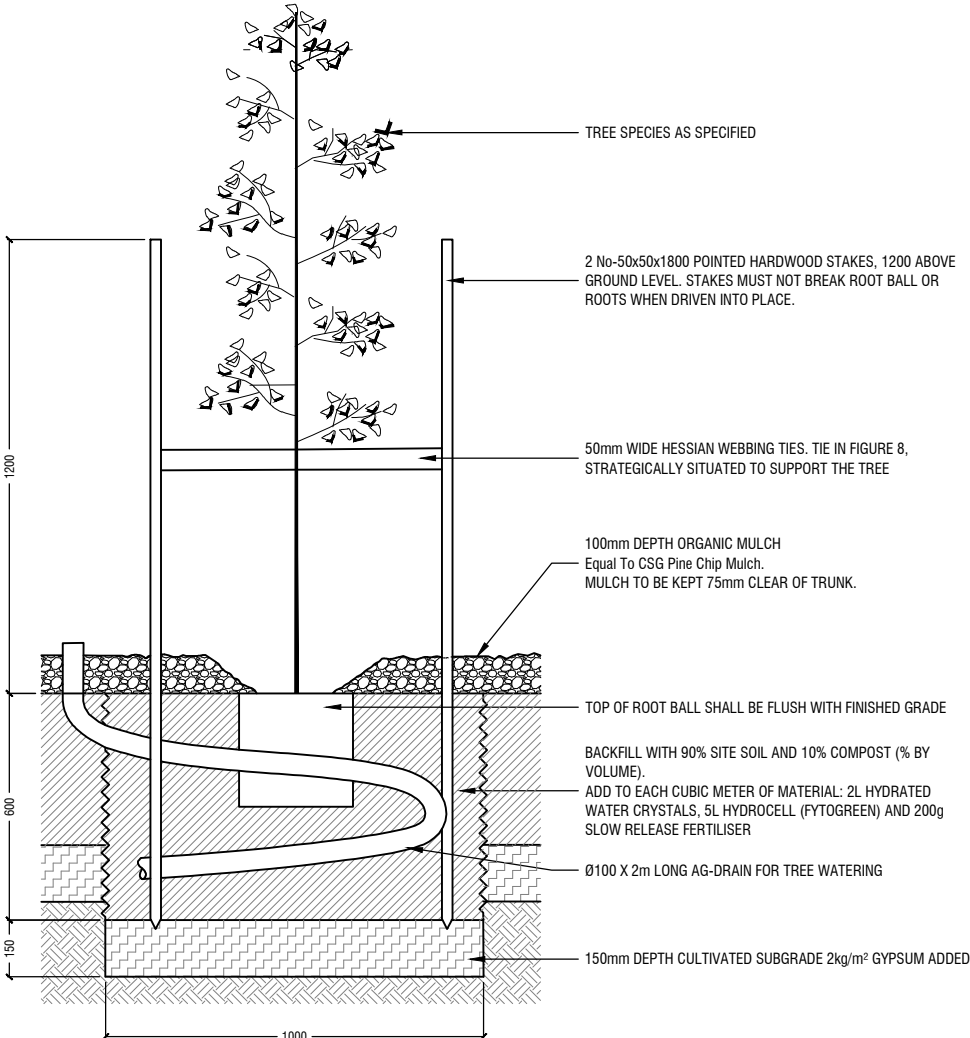 TREE SPECIES AS SPECIFIED
2 No-50x50x1800 POINTED HARDWOOD STAKES, 1200 ABOVE
GROUND LEVEL. STAKES MUST NOT BREAK ROOT BALL OR
ROOTS WHEN DRIVEN INTO PLACE.
50mm WIDE HESSIAN WEBBING TIES. TIE IN FIGURE 8,
STRATEGICALLY SITUATED TO SUPPORT THE TREE
100mm DEPTH ORGANIC MULCH
Equal To CSG Pine Chip Mulch.
MULCH TO BE KEPT 75mm CLEAR OF TRUNK.
TOP OF ROOT BALL SHALL BE FLUSH WITH FINISHED GRADE
BACKFILL WITH 90% SITE SOIL AND 10% COMPOST (% BY
VOLUME).
ADD TO EACH CUBIC METER OF MATERIAL: 2L HYDRATED
WATER CRYSTALS, 5L HYDROCELL (FYTOGREEN) AND 200g
SLOW RELEASE FERTILISER
Ø100 X 2m LONG AG-DRAIN FOR TREE WATERING
150mm DEPTH CULTIVATED SUBGRADE 2kg/m² GYPSUM ADDED
1200
600
150
1000